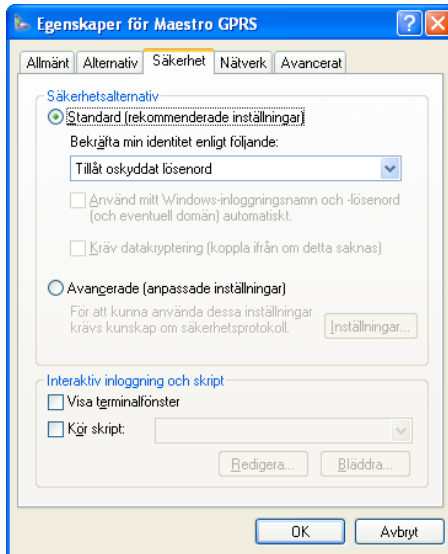 Egenskaper för Maestro GPRS
Allmänt Alternativ Säkerhet Nätverk Avancerat
Säkerhetsalternativ
Standard (rekommenderade inställningar)
Bekräfta min identitet enligt följande:
Tillåt oskyddat lösenord
Använd mitt Windows-inloggningsnamn och -lösenord
(och eventuell domän) automatiskt.
Kräv datakryptering (koppla ifrån om detta saknas)
Avancerade (anpassade inställningar)
För att kunna använda dessa inställningar
krävs kunskap om säkerhetsprotokoll.
Inställningar...
Interaktiv inloggning och skript
Visa terminalfönster
Kör skript:
Redigera... Bläddra...
OK Avbryt